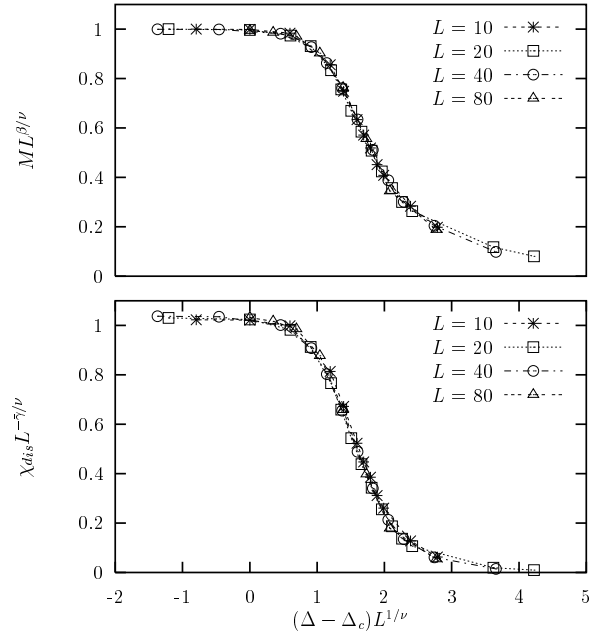 1
0.8
0.6
0.4
0.2
0
ML^{β/ν}
L = 10
L = 20
L = 40
L = 80
1
0.8
0.6
0.4
0.2
0
χ_{dis}L^{-γ̄/ν}
L = 10
L = 20
L = 40
L = 80
-2 -1 0 1 2 3 4 5
(Δ − Δ_c)L^{1/ν}